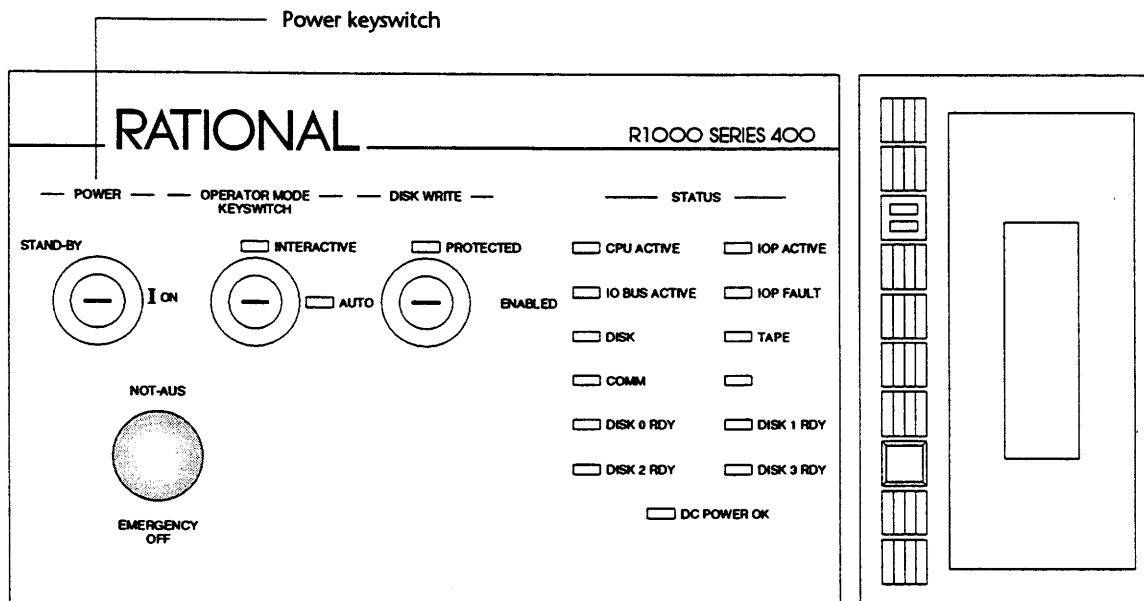 Power keyswitch
RATIONAL
R1000 SERIES 400
POWER
OPERATOR MODE
KEYSWITCH
DISK WRITE
STATUS
STAND-BY
INTERACTIVE
PROTECTED
I ON
AUTO
ENABLED
CPU ACTIVE
IOP ACTIVE
IO BUS ACTIVE
IOP FAULT
DISK
TAPE
COMM
DISK 0 RDY
DISK 1 RDY
DISK 2 RDY
DISK 3 RDY
DC POWER OK
NOT-AUS
EMERGENCY
OFF